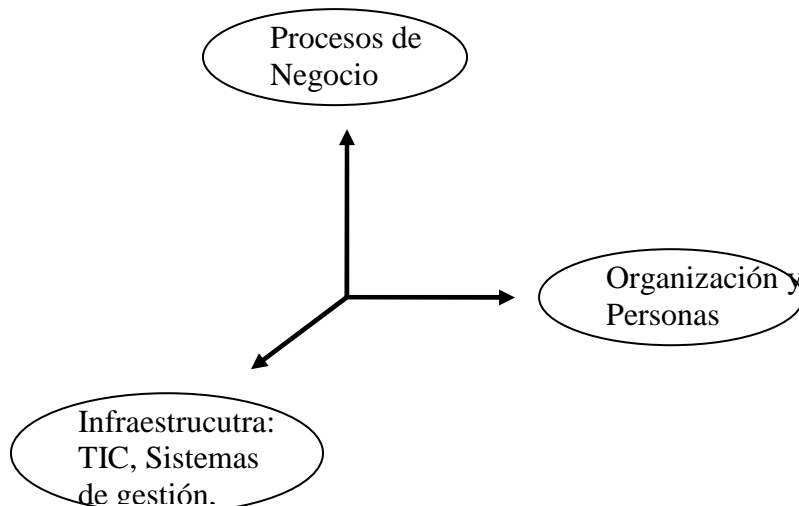 Procesos de
Negocio
Organización y
Personas
Infraestrucutra:
TIC, Sistemas
de gestión,